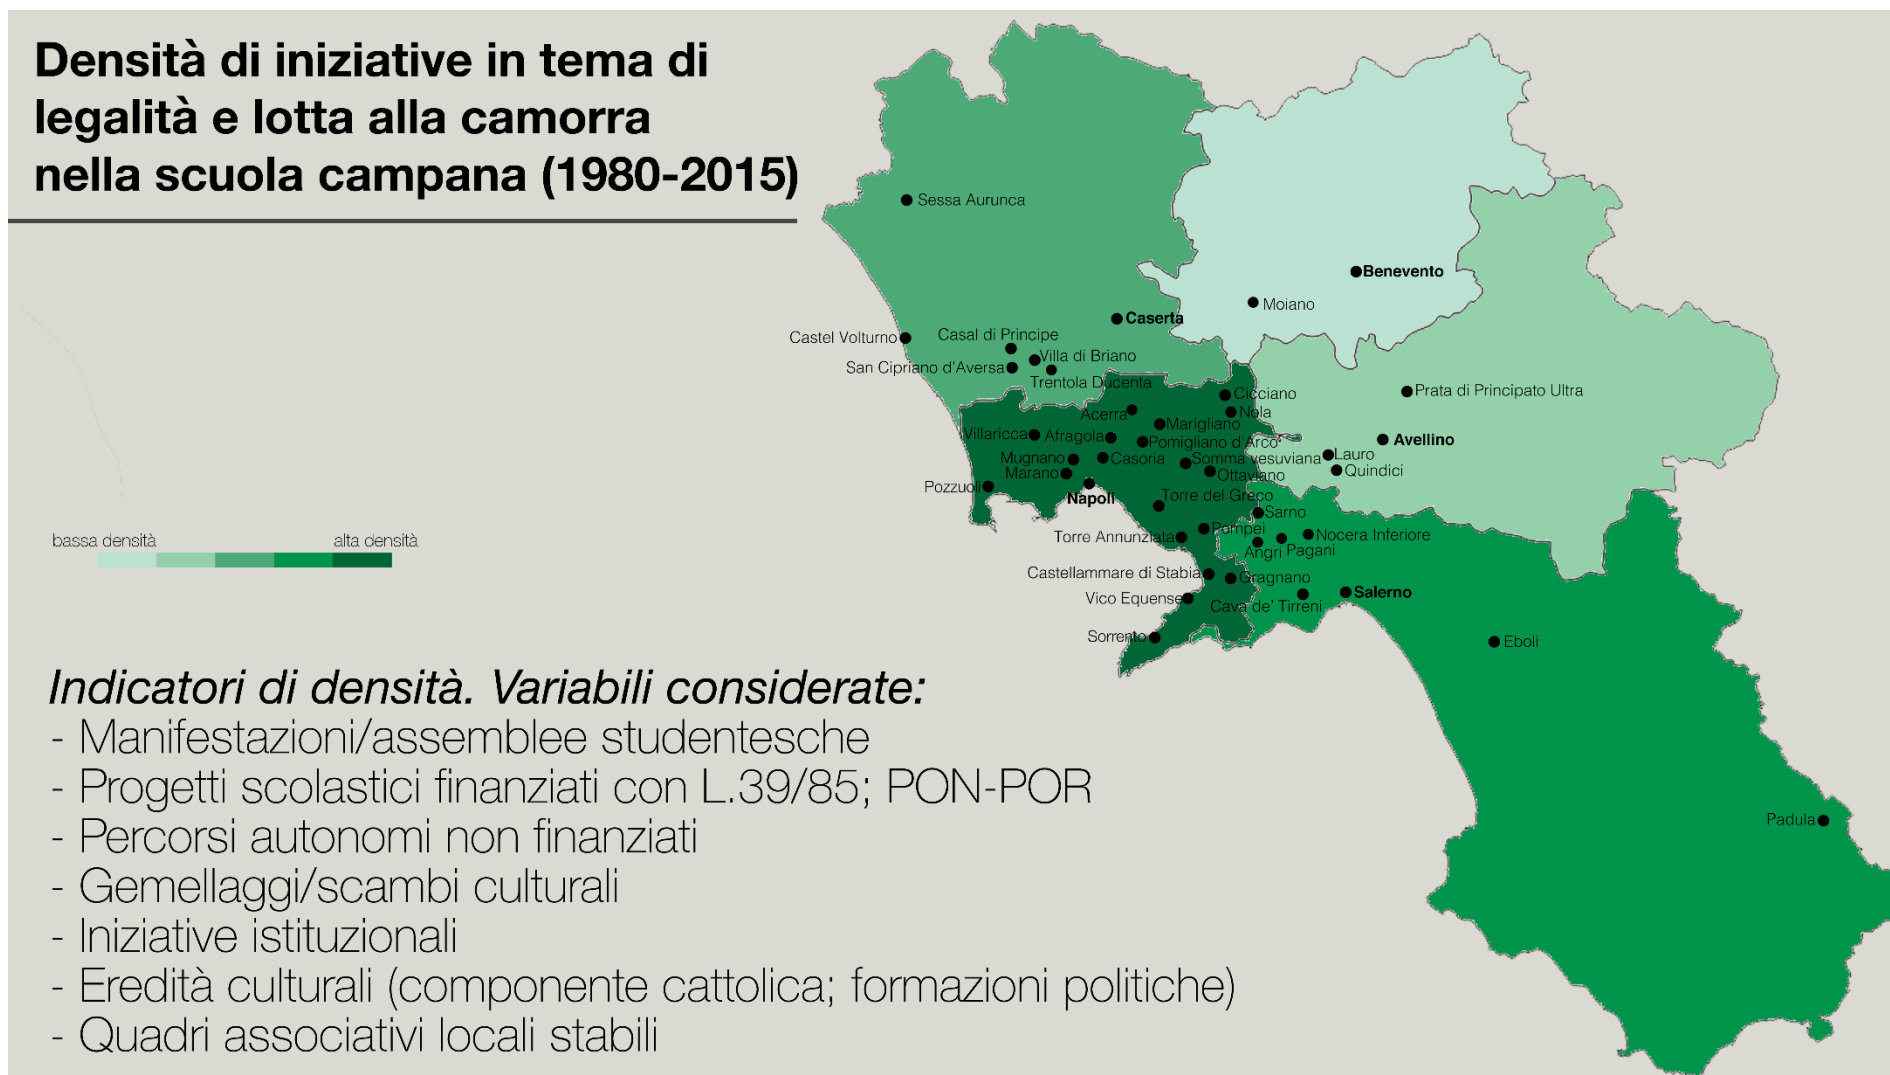 Densità di iniziative in tema di
legalità e lotta alla camorra
nella scuola campana (1980-2015)
Sessa Aurunca
Benevento
Moiano
Caserta
Castel Volturno
Casal di Principe
Villa di Briano
San Cipriano d'Aversa
Trentola Ducenta
Cicciano
Prata di Principato Ultra
Acerra
Nola
Marigliano
Villaricca
Afragola
Pomigliano d'Arco
Avellino
Mugnano
Casoria
Somma vesuviana
Lauro
Marano
Ottaviano
Quindici
Pozzuoli
Napoli
Torre del Greco
Sarno
Torre Annunziata
Pompei
Nocera Inferiore
Angri
Pagani
bassa densità
alta densità
Castellammare di Stabia
Gragnano
Vico Equense
Cava de' Tirreni
Salerno
Sorrento
Eboli
Padula
Indicatori di densità. Variabili considerate:
- Manifestazioni/assemblee studentesche
- Progetti scolastici finanziati con L.39/85; PON-POR
- Percorsi autonomi non finanziati
- Gemellaggi/scambi culturali
- Iniziative istituzionali
- Eredità culturali (componente cattolica; formazioni politiche)
- Quadri associativi locali stabili